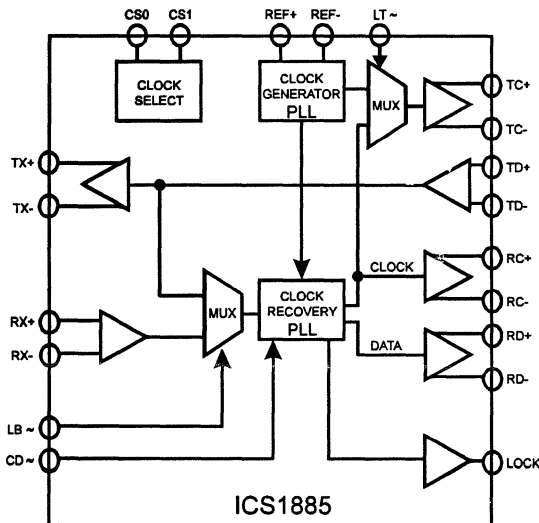 CS0 CS1 REF+ REF- LT ~
CLOCK
SELECT
CLOCK
GENERATOR
PLL
MUX
TC+
TC-
TX+
TX-
TD+
TD-
MUX
CLOCK
RECOVERY
PLL
CLOCK
DATA
RC+
RC-
RX+
RX-
RD+
RD-
LB ~
CD ~
LOCK
ICS1885